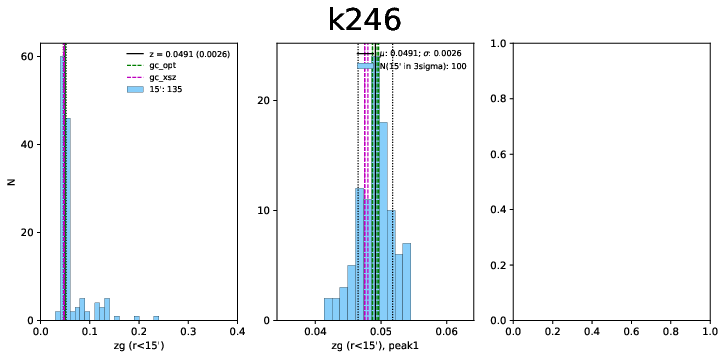 k246
z = 0.0491 (0.0026)
gc_opt
gc_xsz
15': 135
N
60
40
20
0
0.0 0.1 0.2 0.3 0.4
zg (r<15')
μ: 0.0491; σ: 0.0026
N(15' in 3sigma): 100
20
10
0
0.04 0.05 0.06
zg (r<15'), peak1
1.0
0.8
0.6
0.4
0.2
0.0
0.0 0.2 0.4 0.6 0.8 1.0